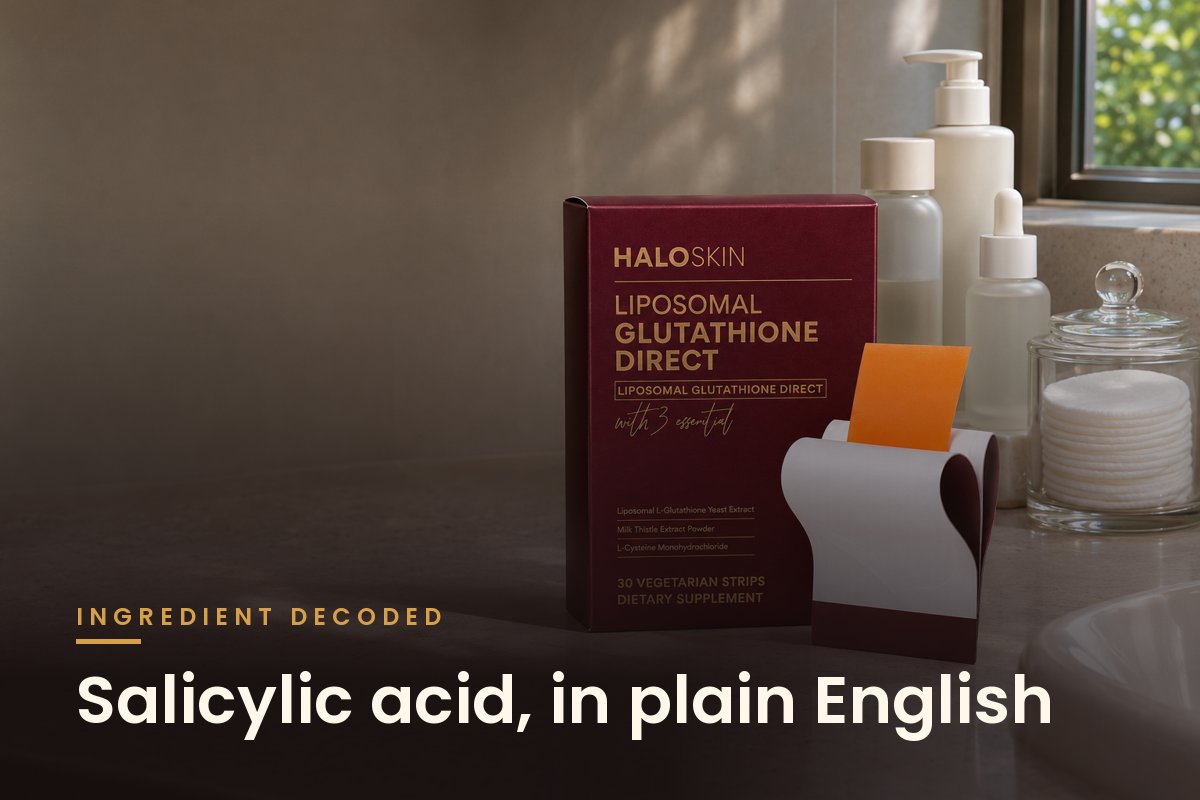 HALOSKIN
LIPOSOMAL
GLUTATHIONE
DIRECT
LIPOSOMAL GLUTATHIONE DIRECT
with 3 essential
Liposomal L-Glutathione Yeast Extract
Milk Thistle Extract Powder
L-Cysteine Monohydrochloride
30 VEGETARIAN STRIPS
DIETARY SUPPLEMENT
INGREDIENT DECODED
Salicylic acid, in plain English